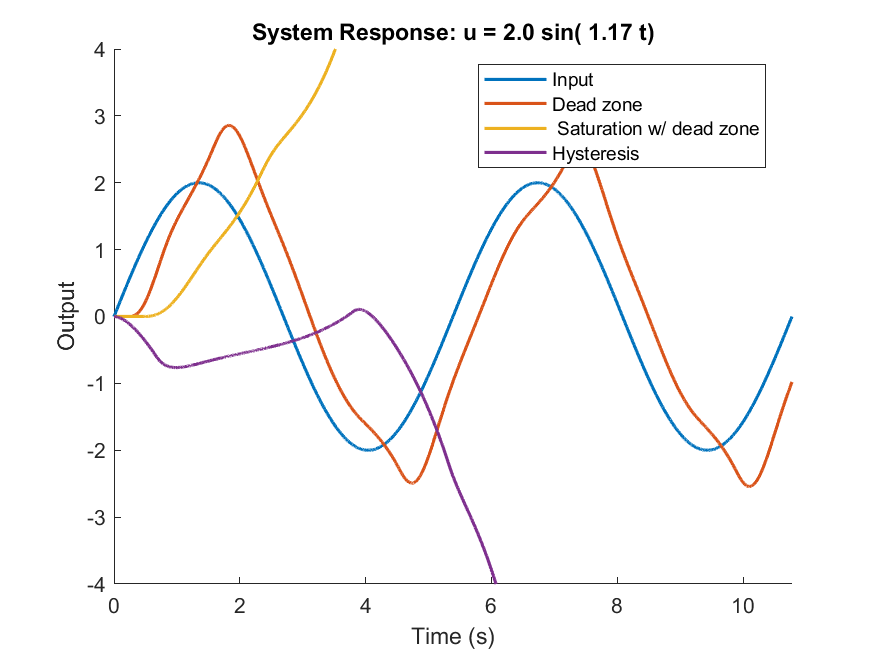 System Response: u = 2.0 sin( 1.17 t)
Input
Dead zone
Saturation w/ dead zone
Hysteresis
4
3
2
1
0
-1
-2
-3
-4
Output
0 2 4 6 8 10
Time (s)